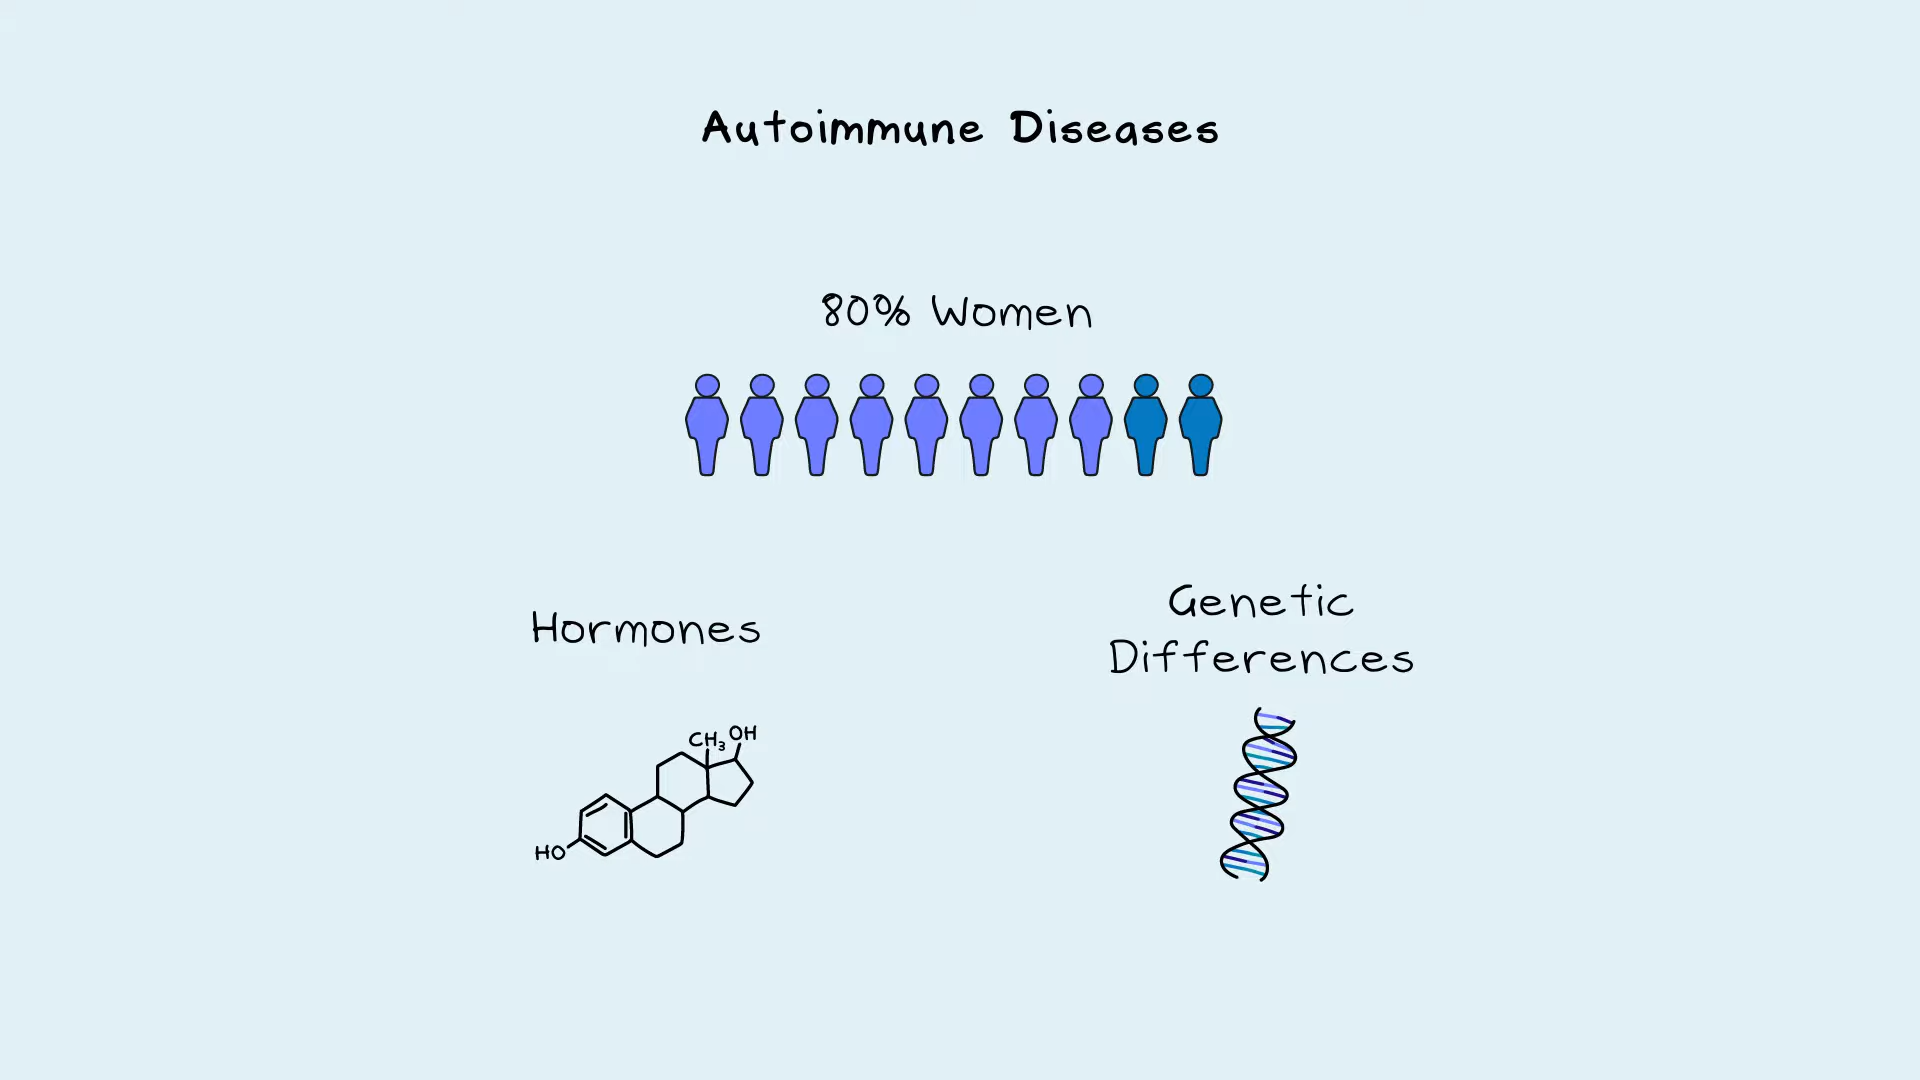 Autoimmune Diseases
80% Women
Hormones
Genetic
Differences
CH₃ OH
HO